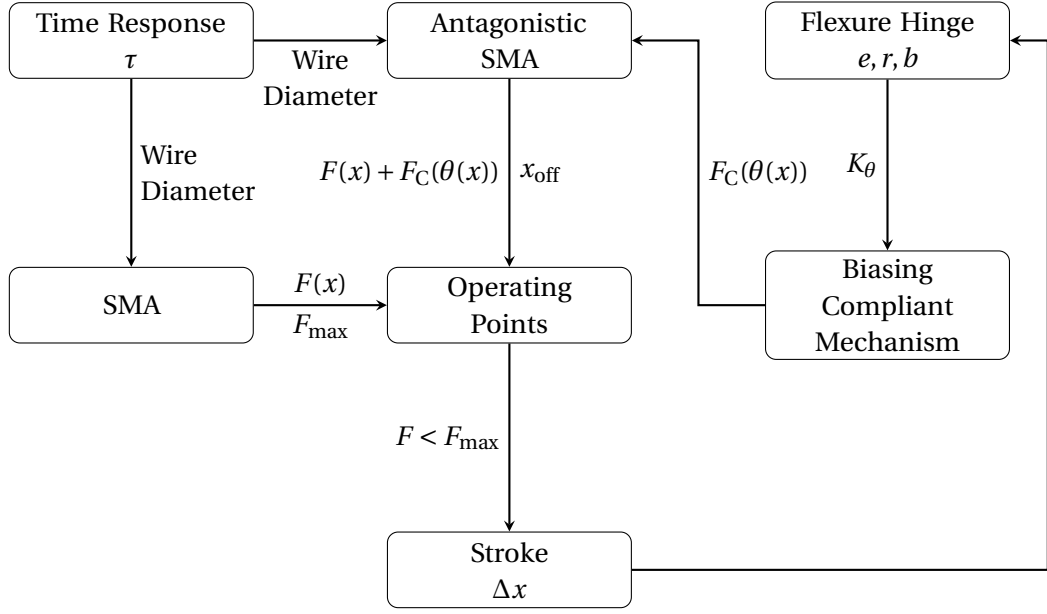 Time Response
τ
Wire
Diameter
Antagonistic
SMA
Flexure Hinge
e, r, b
Wire
Diameter
F(x) + F_C(θ(x))
x_off
F_C(θ(x))
K_θ
SMA
F(x)
F_max
Operating
Points
Biasing
Compliant
Mechanism
F < F_max
Stroke
Δx